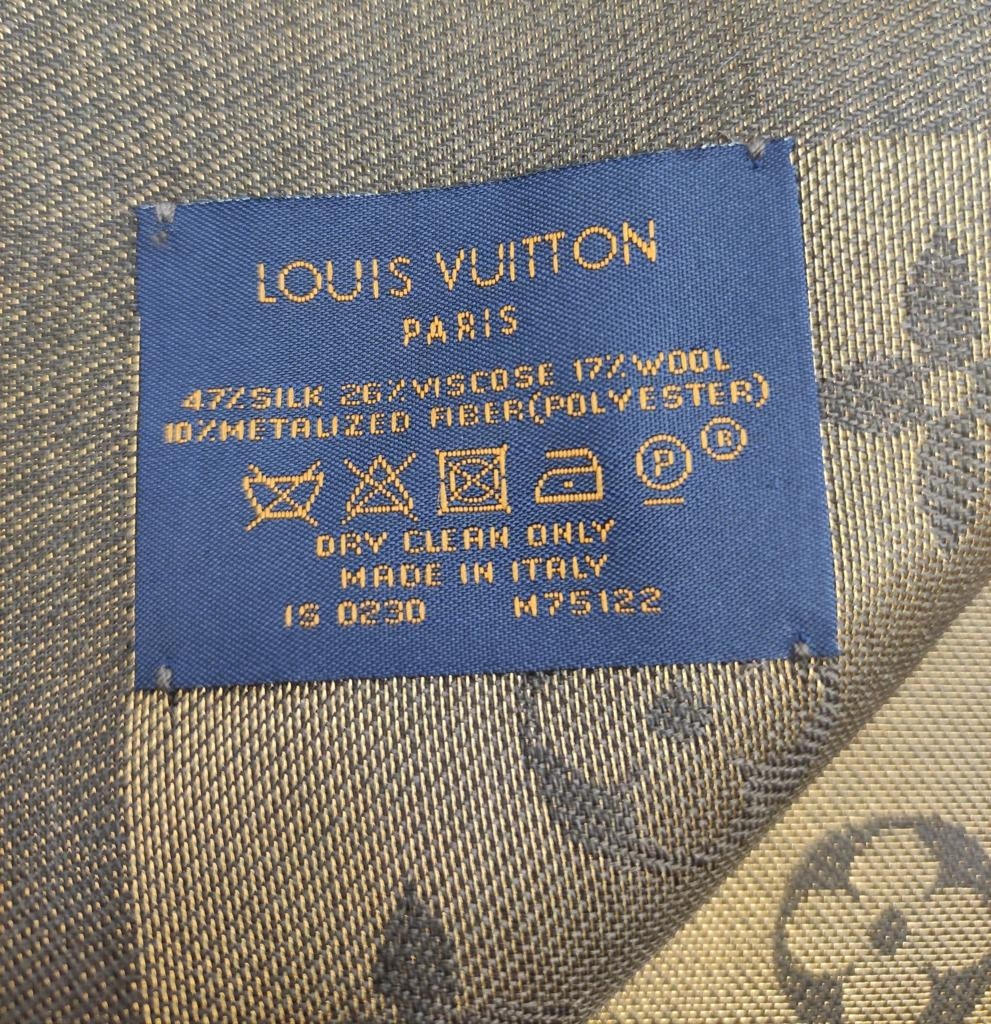 LOUIS VUITTON
PARIS
47%SILK 26%VISCOSE 17%WOOL
10%METALIZED FIBER(POLYESTER)
P ®
DRY CLEAN ONLY
MADE IN ITALY
IS 0230 M75122